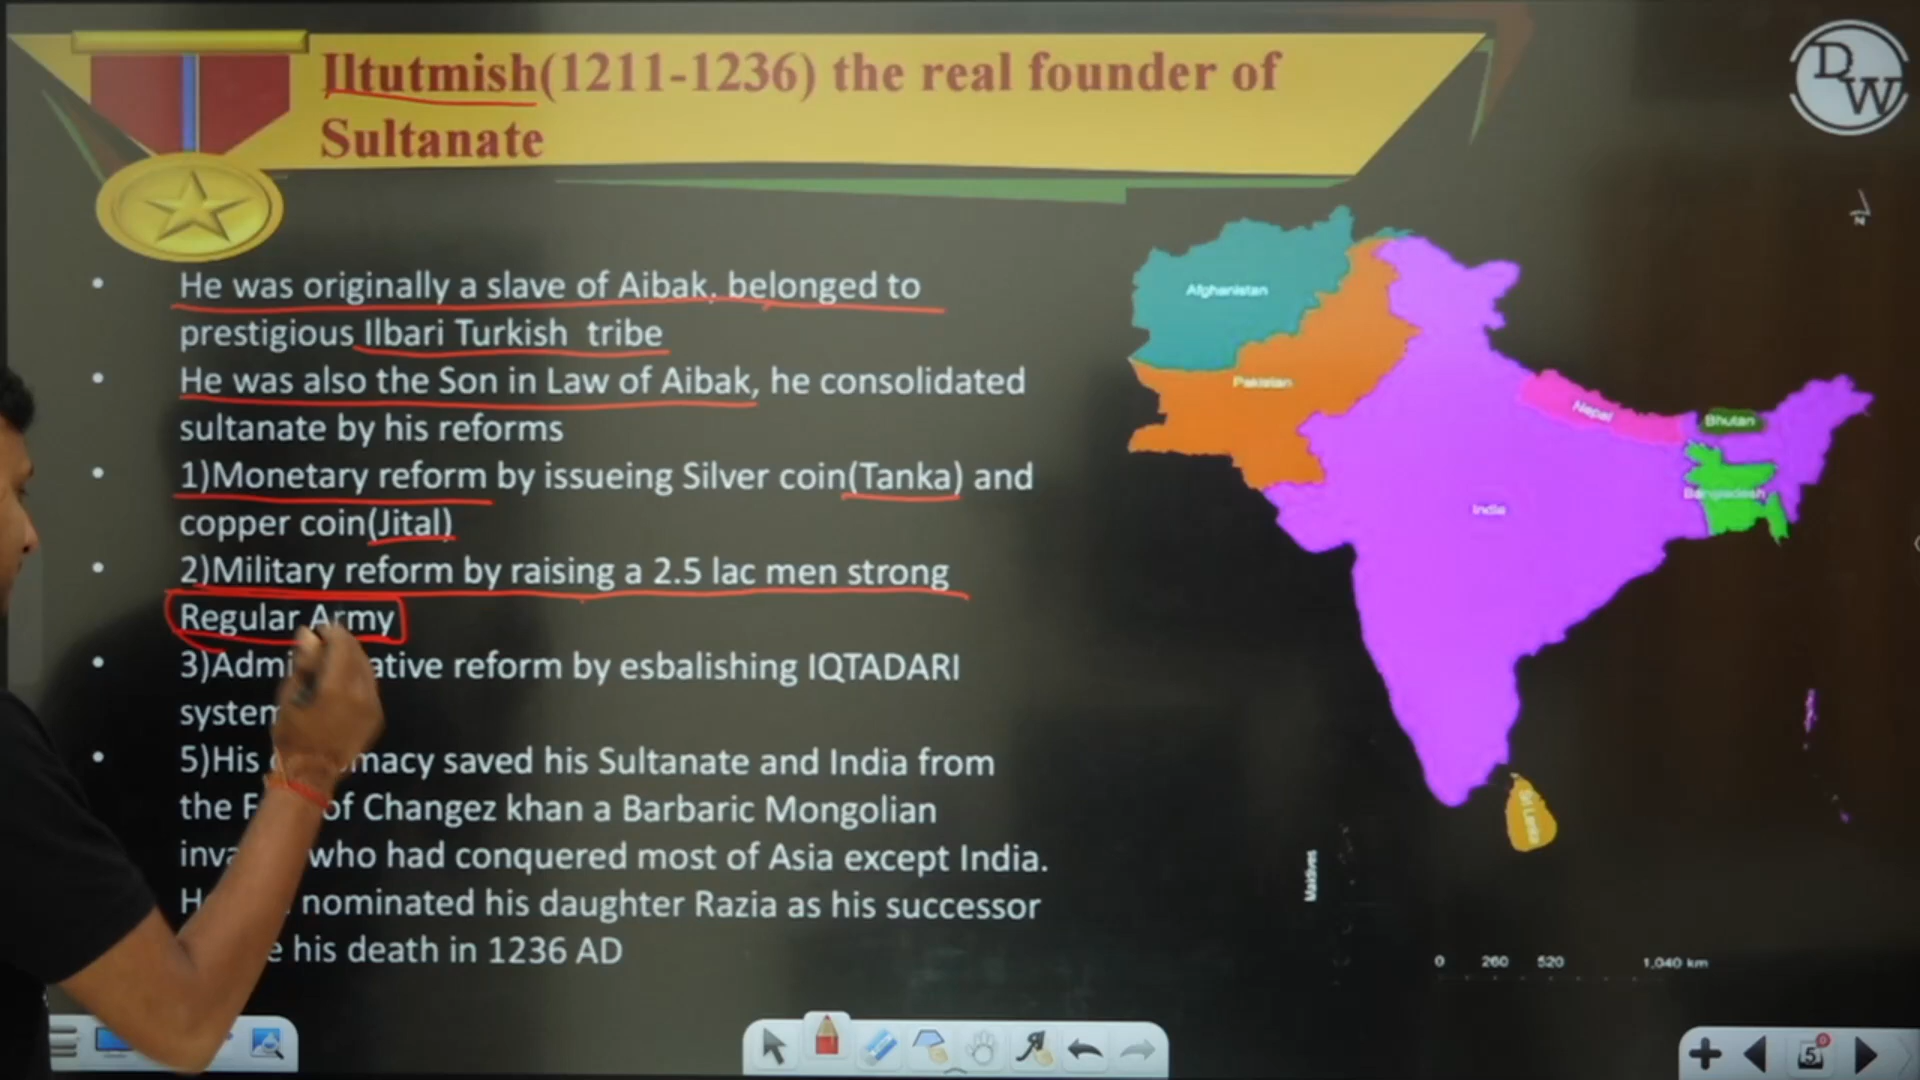 Iltutmish(1211-1236) the real founder of
Sultanate
DW
N
He was originally a slave of Aibak, belonged to
prestigious Ilbari Turkish tribe
He was also the Son in Law of Aibak, he consolidated
sultanate by his reforms
1)Monetary reform by issueing Silver coin(Tanka) and
copper coin(Jital)
2)Military reform by raising a 2.5 lac men strong
Regular Army
3)Admi ative reform by esbalishing IQTADARI
system
5)His macy saved his Sultanate and India from
the of Changez khan a Barbaric Mongolian
who had conquered most of Asia except India.
nominated his daughter Razia as his successor
his death in 1236 AD
Afghanistan
Pakistan
Nepal
Bhutan
Bangladesh
India
Sri Lanka
Maldives
0 260 520 1,040 km
5